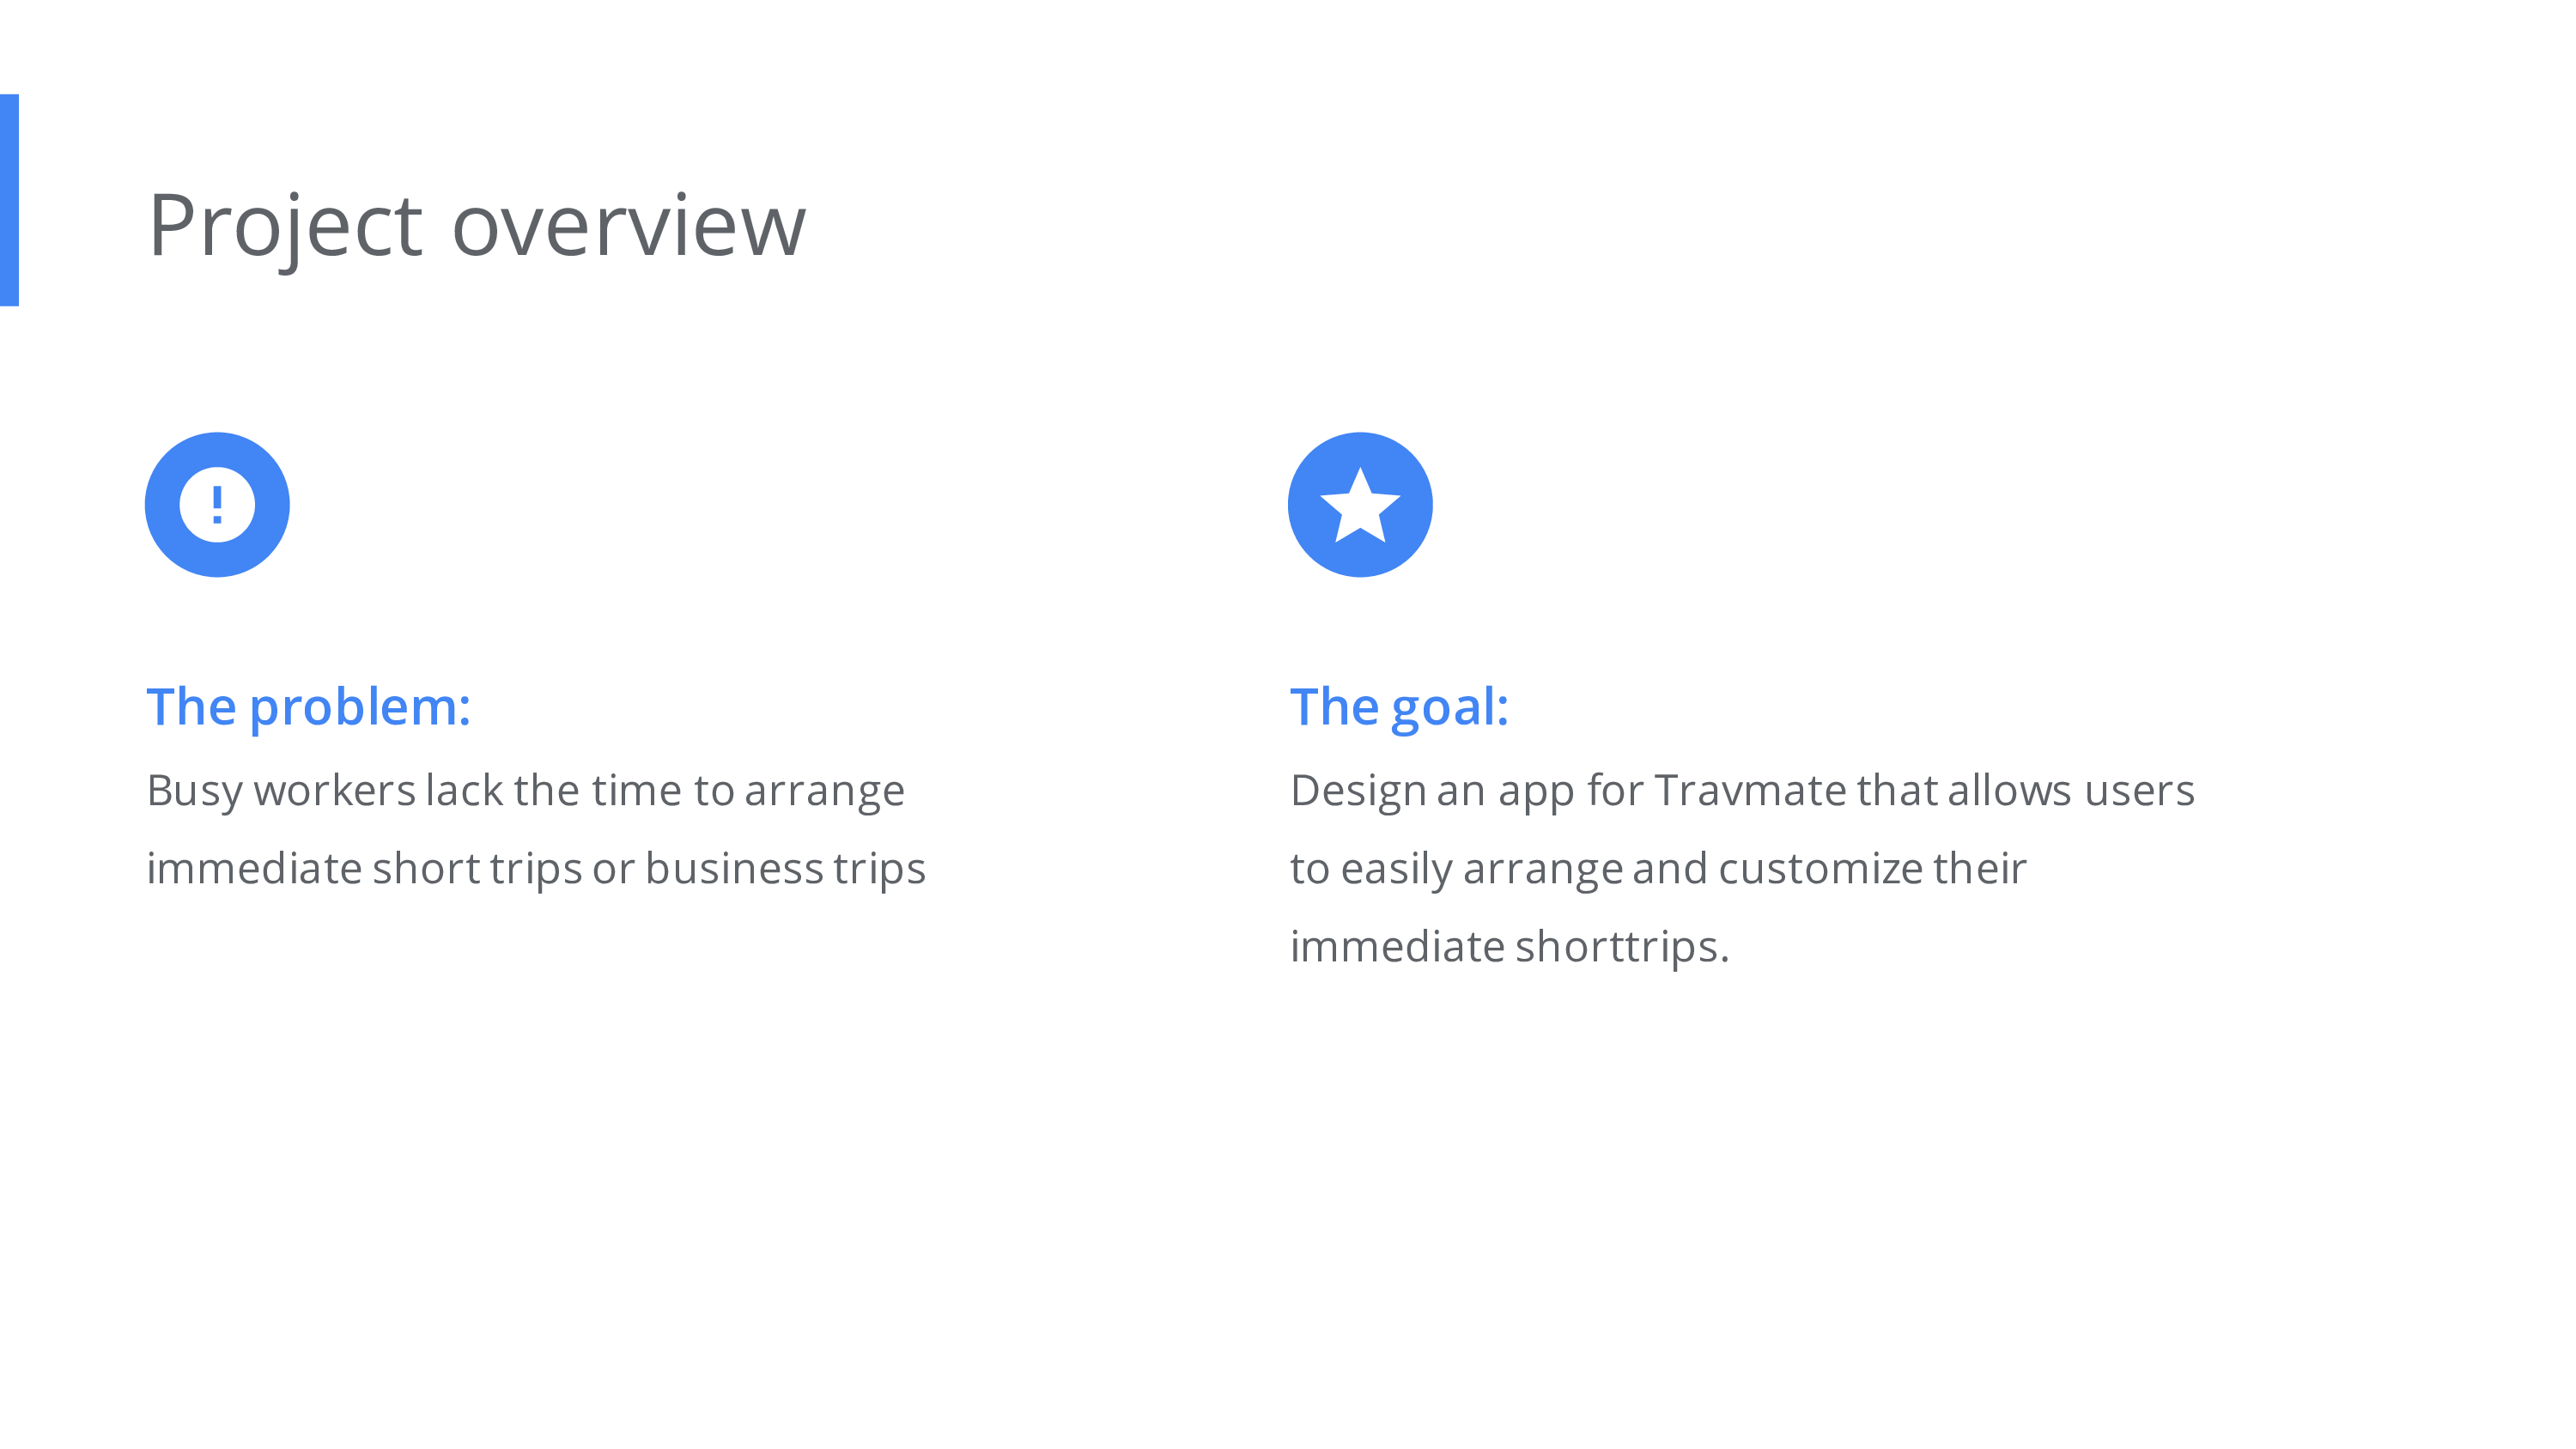 Project overview
The problem:
Busy workers lack the time to arrange
immediate short trips or business trips
The goal:
Design an app for Travmate that allows users
to easily arrange and customize their
immediate shorttrips.